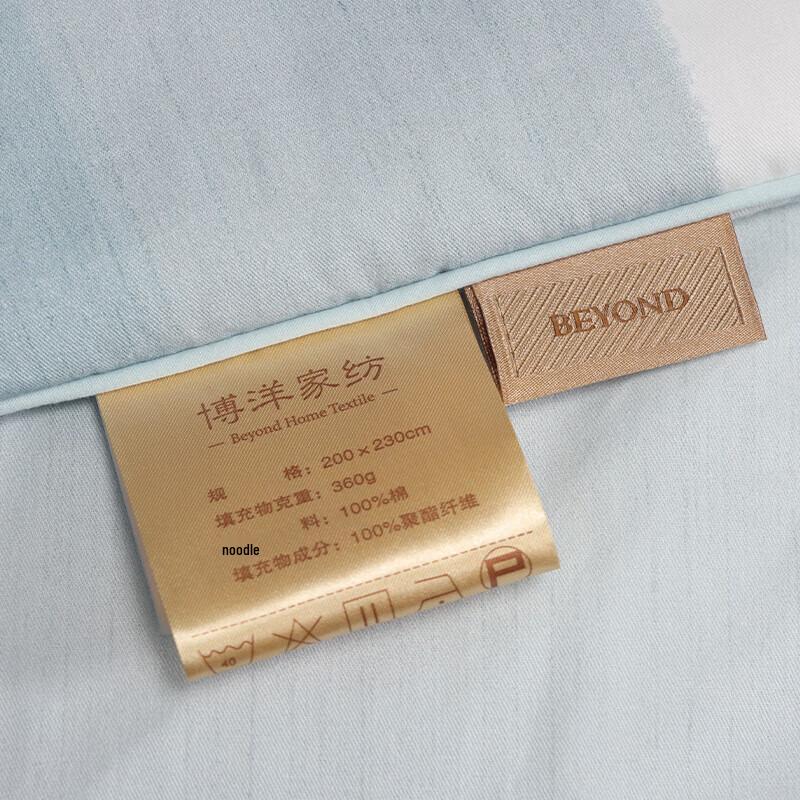 博洋家纺
— Beyond Home Textile —
规 格：200×230cm
填充物克重：360g
noodle 料：100%棉
填充物成分：100%聚酯纤维
40
P
BEYOND